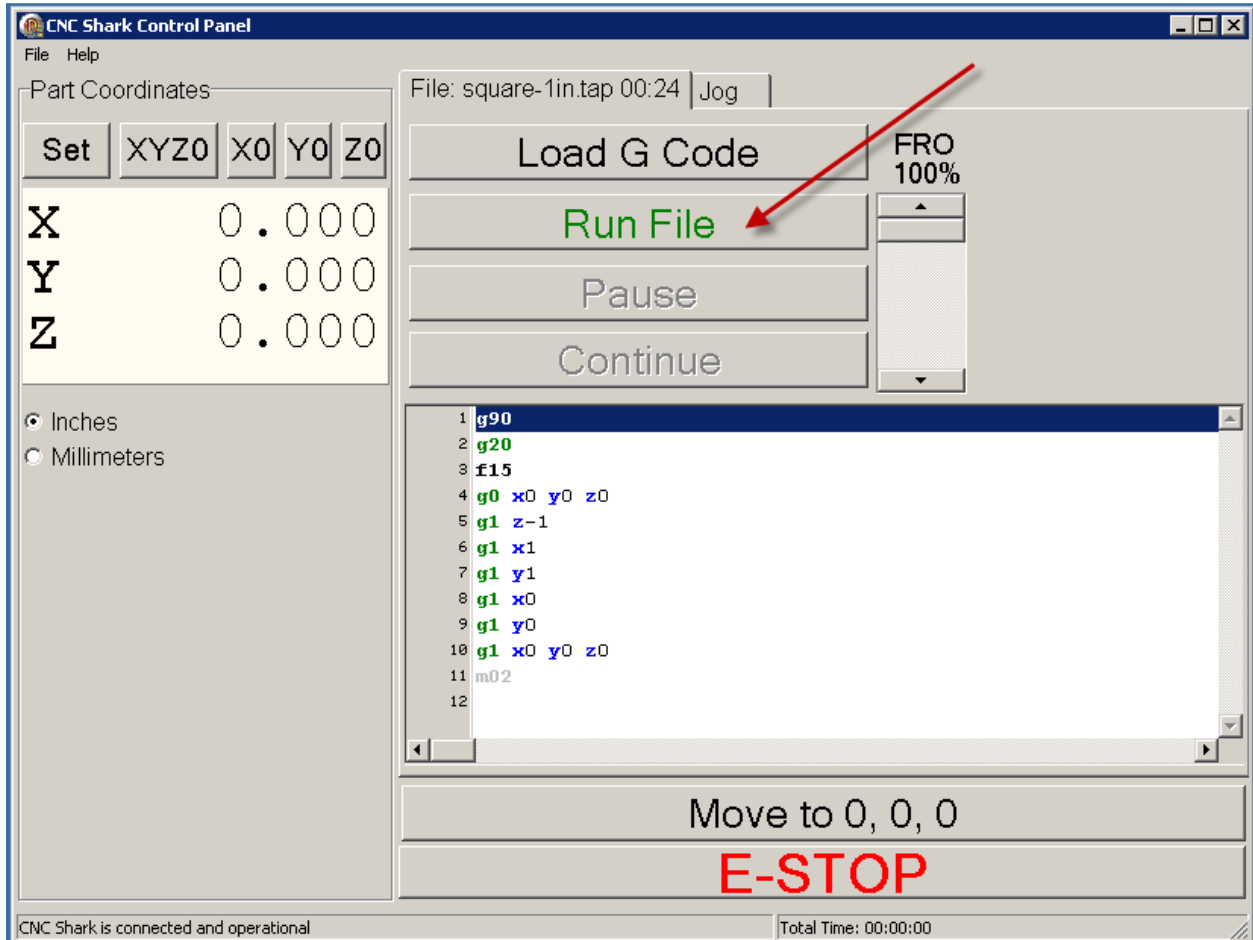 CNC Shark Control Panel
File Help
Part Coordinates
Set XYZ0 X0 Y0 Z0
X 0.000
Y 0.000
Z 0.000
Inches
Millimeters
File: square-1in.tap 00:24 Jog
Load G Code
FRO
100%
Run File
Pause
Continue
1 g90
2 g20
3 f15
4 g0 x0 y0 z0
5 g1 z-1
6 g1 x1
7 g1 y1
8 g1 x0
9 g1 y0
10 g1 x0 y0 z0
11 m02
12
Move to 0, 0, 0
E-STOP
CNC Shark is connected and operational
Total Time: 00:00:00